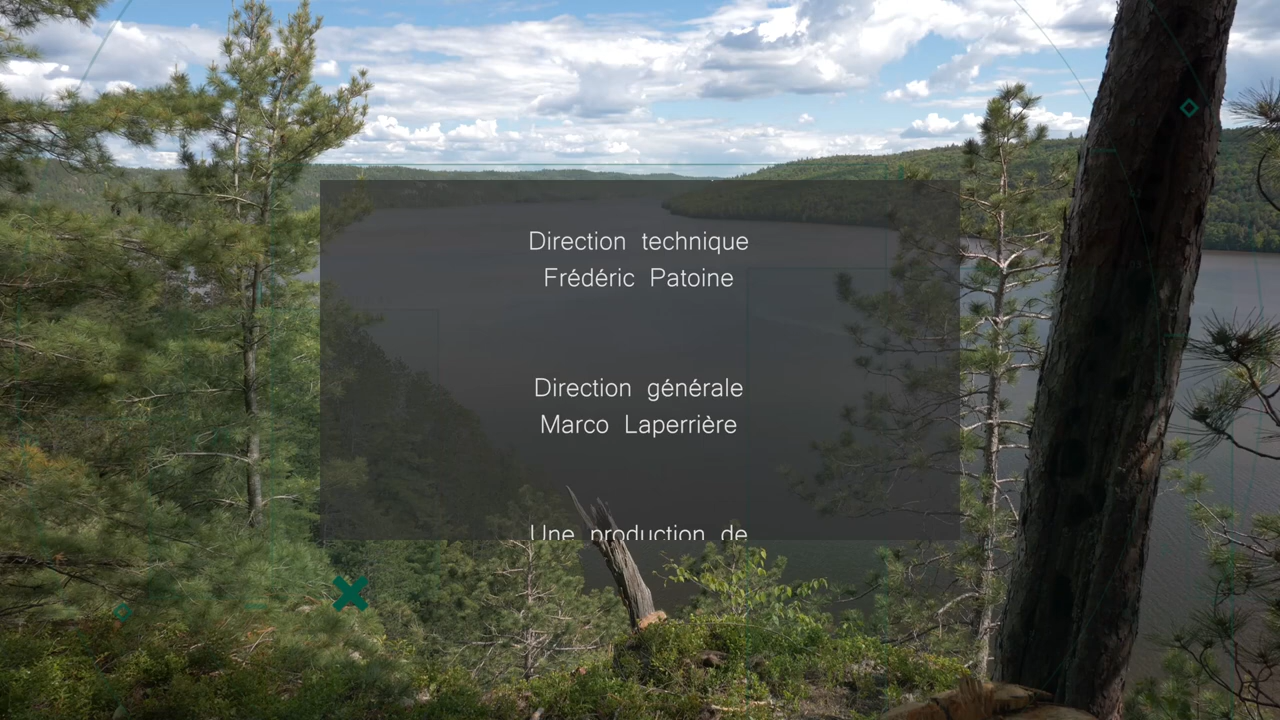 Direction technique
Frédéric Patoine
Direction générale
Marco Laperrière
Une production de